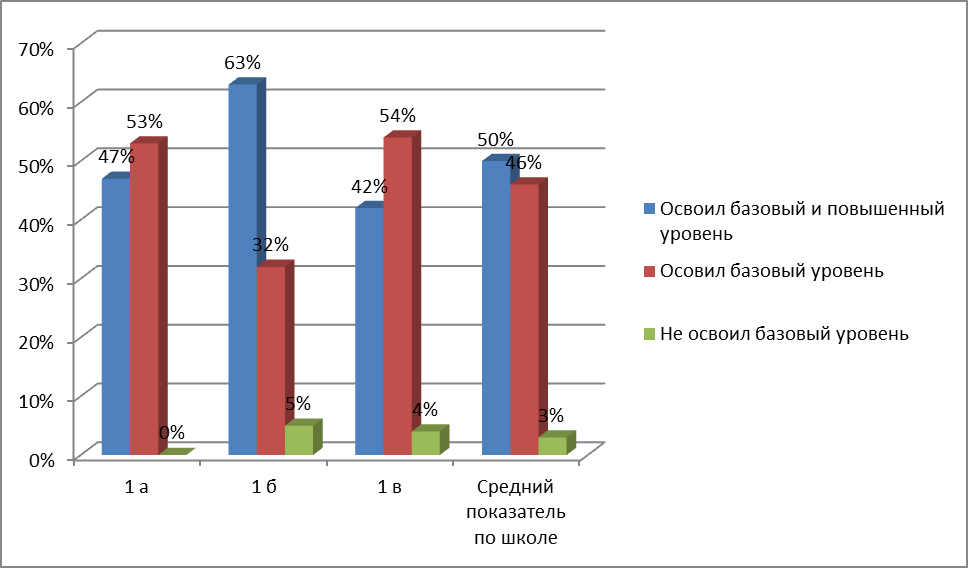 70%
60%
50%
40%
30%
20%
10%
0%
47%
53%
0%
63%
32%
5%
42%
54%
4%
50%
46%
3%
1 а
1 б
1 в
Средний
показатель
по школе
Освоил базовый и повышенный
уровень
Осовил базовый уровень
Не освоил базовый уровень